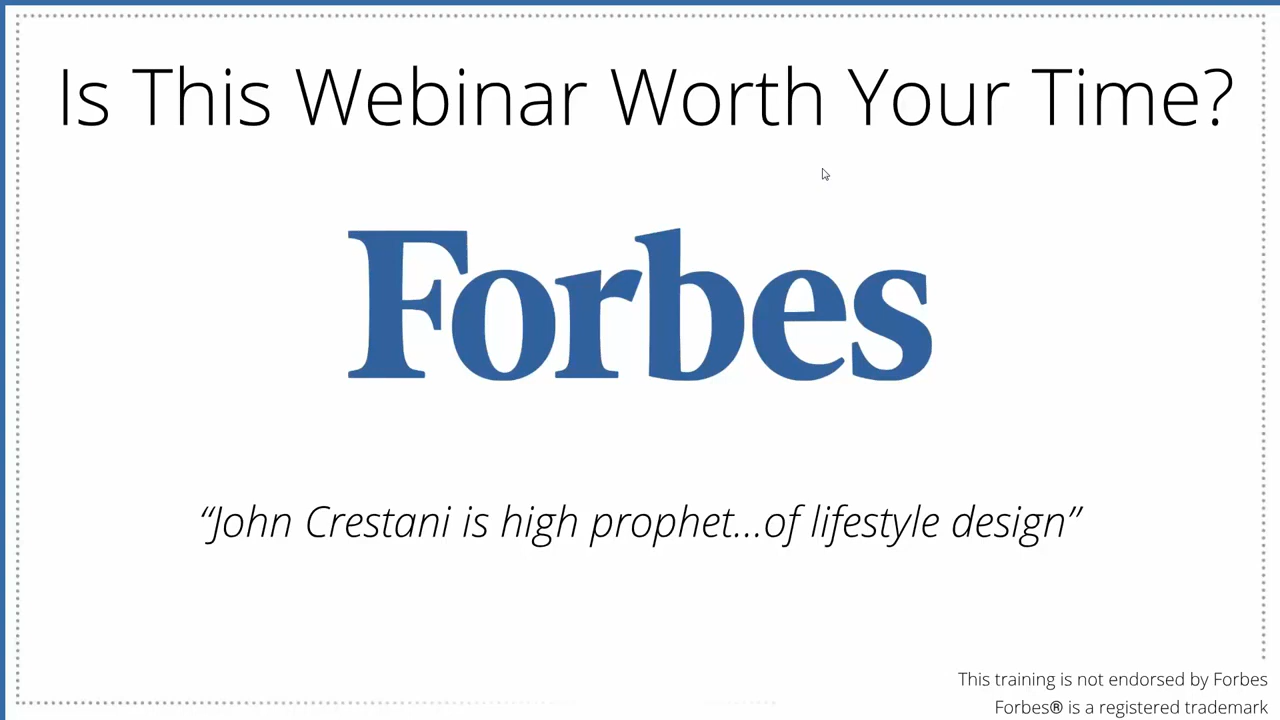 Is This Webinar Worth Your Time?
Forbes
“John Crestani is high prophet...of lifestyle design”
This training is not endorsed by Forbes
Forbes® is a registered trademark